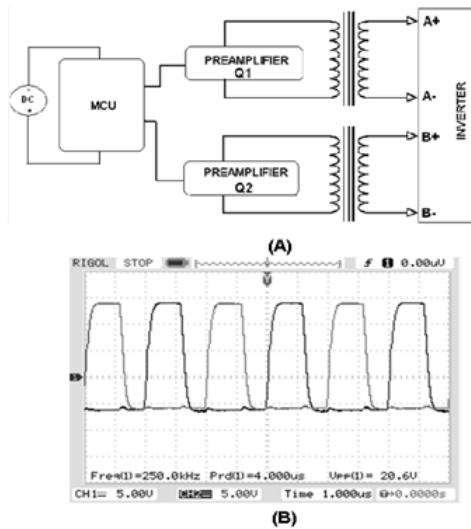 DC
MCU
PREAMPLIFIER
Q1
PREAMPLIFIER
Q2
A+
A-
B+
B-
INVERTER
(A)
RIGOL STOP 0.00uV
Freq(1)=250.0kHz Prd(1)=4.000us Vpp(1)= 20.6V
CH1= 5.00V CH2= 5.00V Time 1.000us 0.0000s
(B)